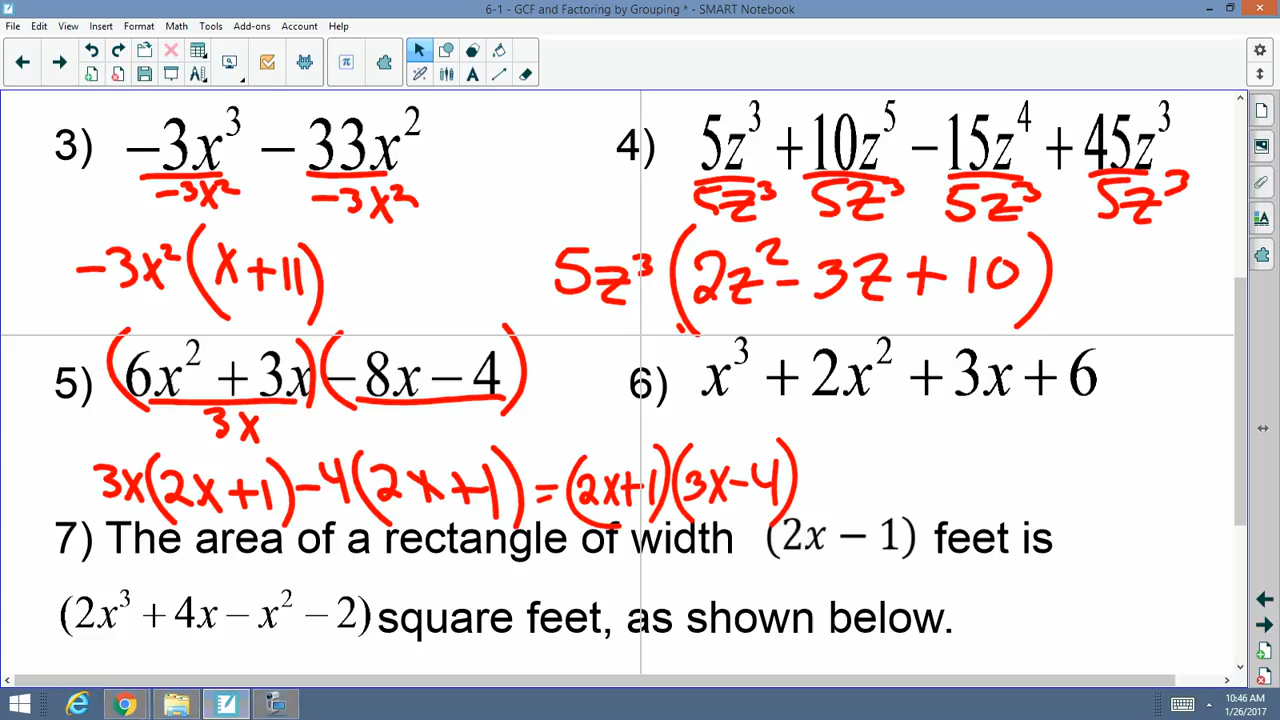 6-1 - GCF and Factoring by Grouping * - SMART Notebook
File Edit View Insert Format Math Tools Add-ons Account Help
3) −3x³ − 33x²
−3x² −3x²
−3x²(x + 11)
4) 5z³ + 10z⁵ − 15z⁴ + 45z³
5z³ 5z³ 5z³ 5z³
5z³(2z² − 3z + 10)
5) (6x² + 3x)(−8x − 4)
3x
3x(2x + 1) − 4(2x + 1) = (2x + 1)(3x − 4)
6) x³ + 2x² + 3x + 6
7) The area of a rectangle of width (2x − 1) feet is
(2x³ + 4x − x² − 2) square feet, as shown below.
10:46 AM
1/26/2017